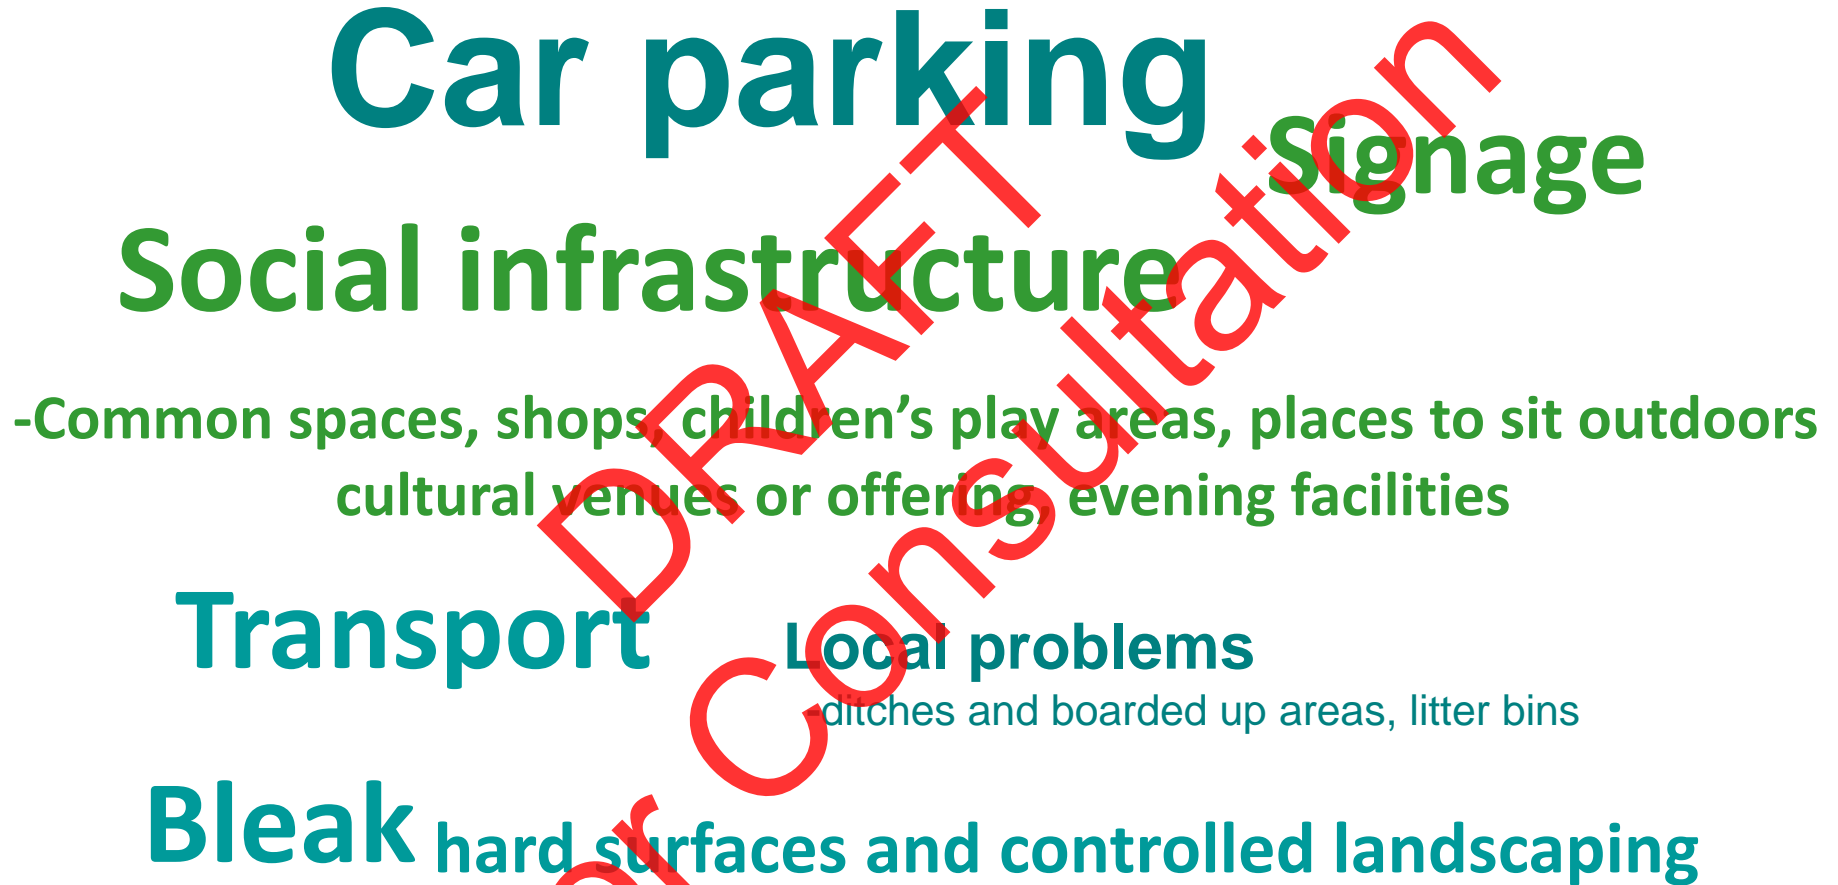 Car parking
Signage
Social infrastructure
-Common spaces, shops, children's play areas, places to sit outdoors
cultural venues or offering, evening facilities
Transport
Local problems
-ditches and boarded up areas, litter bins
Bleak hard surfaces and controlled landscaping
DRAFT
or Consultation